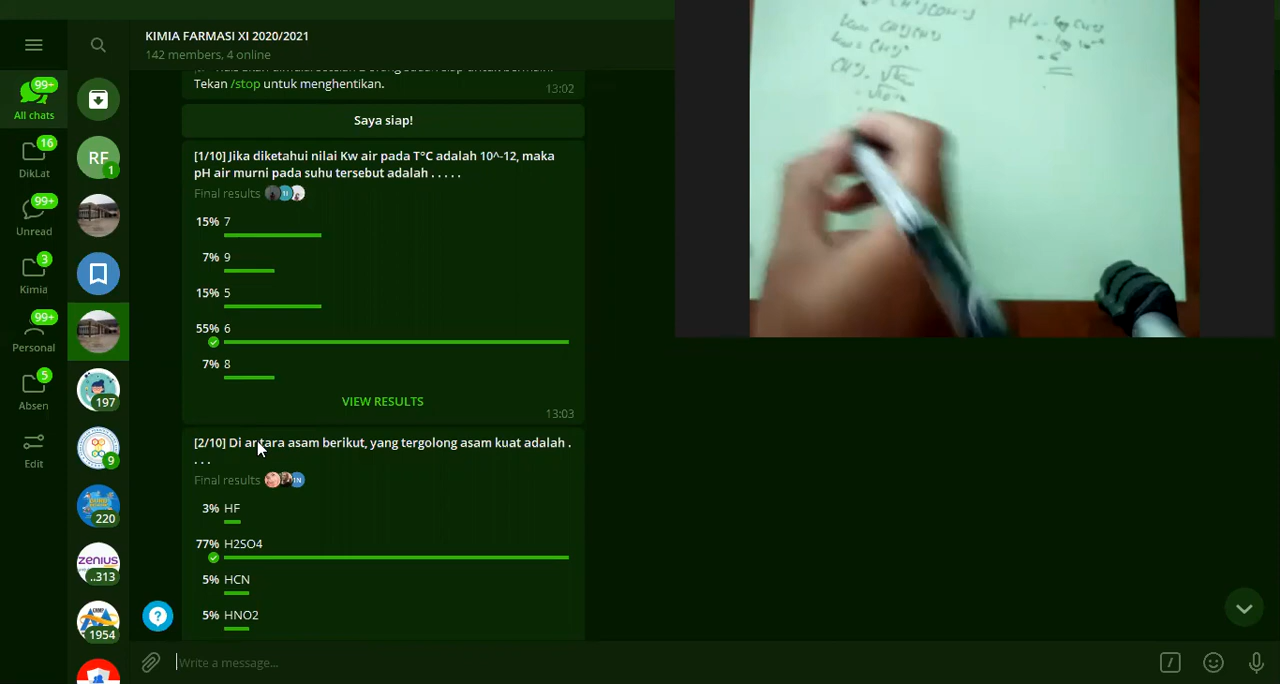 KIMIA FARMASI XI 2020/2021
142 members, 4 online
Tekan /stop untuk menghentikan.
13:02
Saya siap!
[1/10] Jika diketahui nilai Kw air pada T°C adalah 10^-12, maka
pH air murni pada suhu tersebut adalah . . . . .
Final results
15% 7
7% 9
15% 5
55% 6
7% 8
VIEW RESULTS
13:03
[2/10] Di antara asam berikut, yang tergolong asam kuat adalah .
. . .
Final results
3% HF
77% H2SO4
5% HCN
5% HNO2
Write a message...
99+
All chats
16
DikLat
99+
Unread
3
Kimia
99+
Personal
5
Absen
Edit
RF
1
197
9
220
zenius
..313
1954